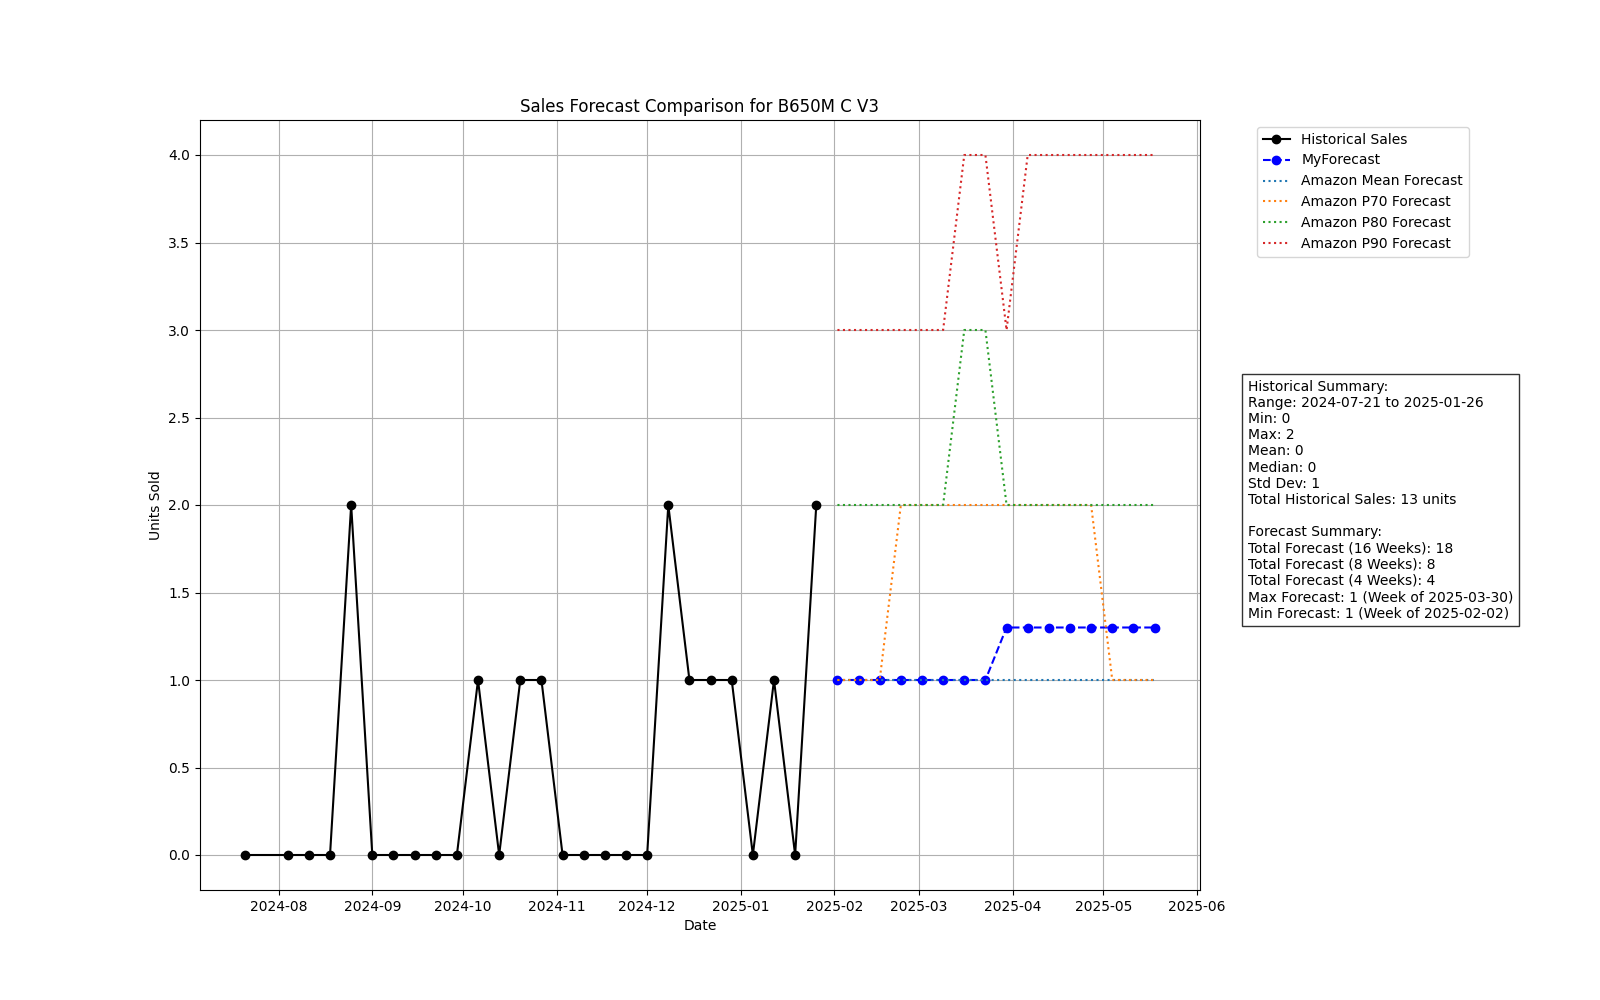 Sales Forecast Comparison for B650M C V3
Units Sold
4.0
3.5
3.0
2.5
2.0
1.5
1.0
0.5
0.0
2024-08
2024-09
2024-10
2024-11
2024-12
2025-01
2025-02
2025-03
2025-04
2025-05
2025-06
Date
Historical Sales
MyForecast
Amazon Mean Forecast
Amazon P70 Forecast
Amazon P80 Forecast
Amazon P90 Forecast
Historical Summary:
Range: 2024-07-21 to 2025-01-26
Min: 0
Max: 2
Mean: 0
Median: 0
Std Dev: 1
Total Historical Sales: 13 units
Forecast Summary:
Total Forecast (16 Weeks): 18
Total Forecast (8 Weeks): 8
Total Forecast (4 Weeks): 4
Max Forecast: 1 (Week of 2025-03-30)
Min Forecast: 1 (Week of 2025-02-02)